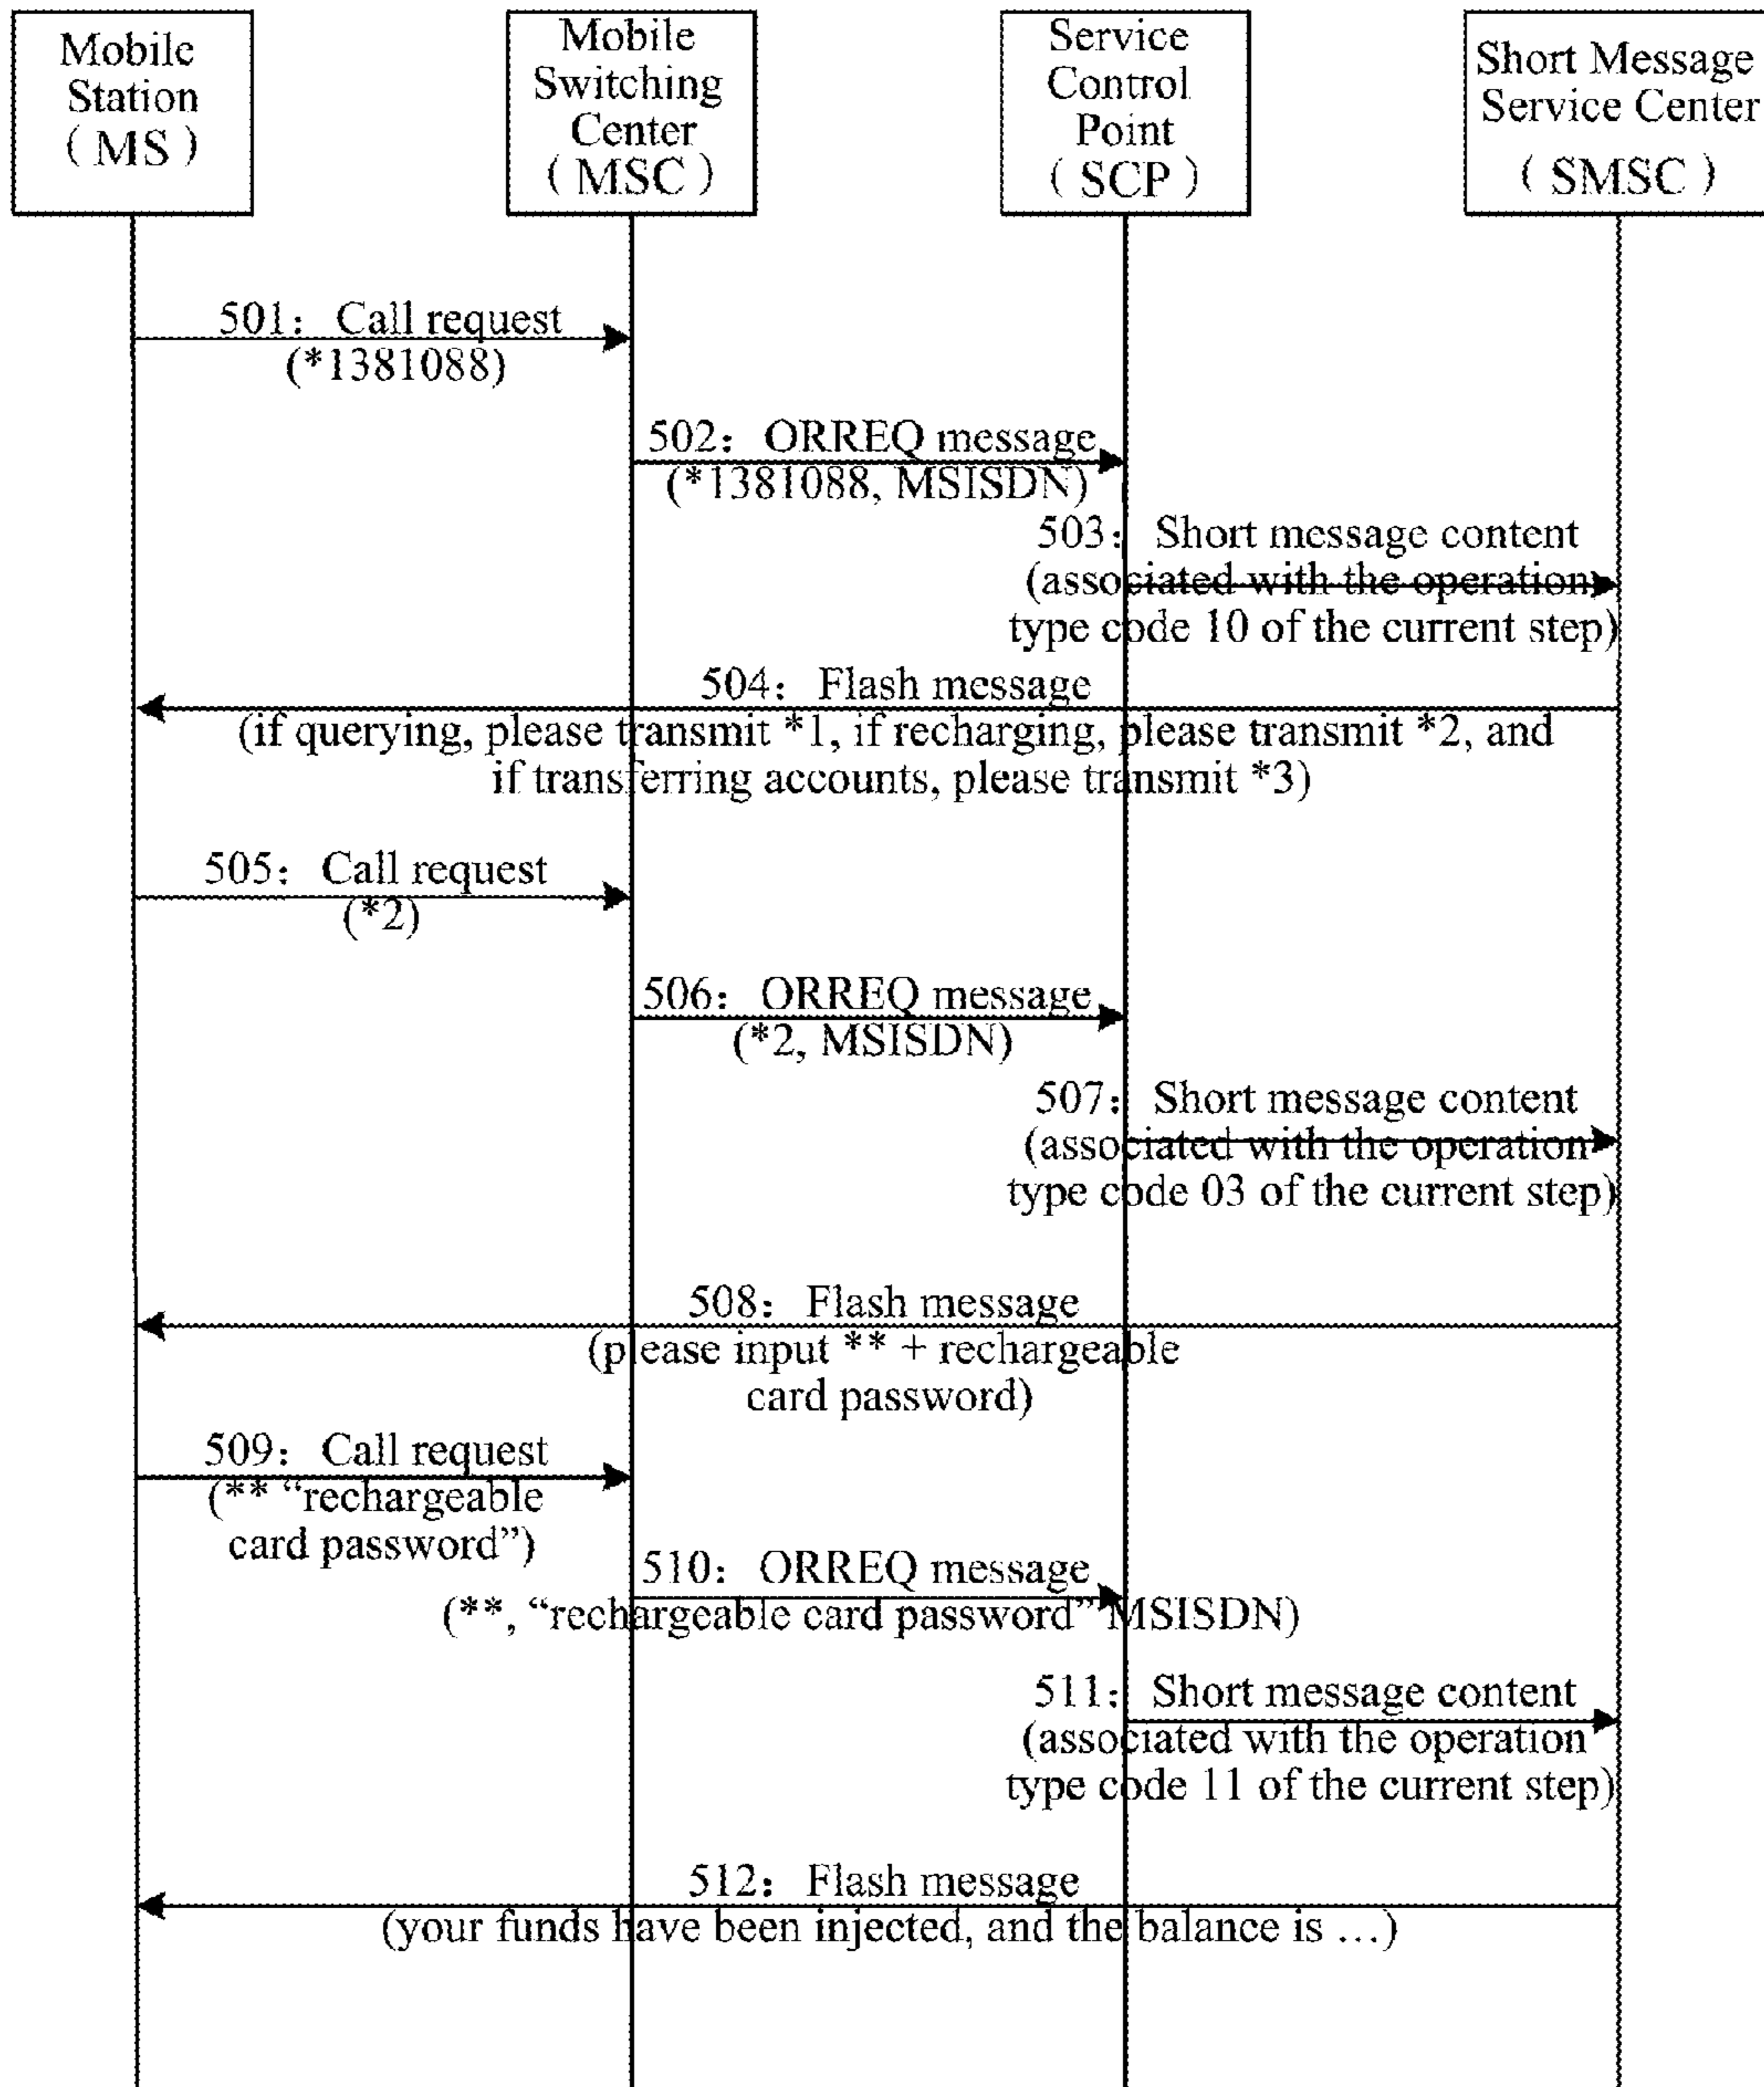 Mobile
Station
( MS )
Mobile
Switching
Center
( MSC )
Service
Control
Point
( SCP )
Short Message
Service Center
( SMSC )
501: Call request
(*1381088)
502: ORREQ message
(*1381088, MSISDN)
503: Short message content
(associated with the operation
type code 10 of the current step)
504: Flash message
(if querying, please transmit *1, if recharging, please transmit *2, and
if transferring accounts, please transmit *3)
505: Call request
(*2)
506: ORREQ message
(*2, MSISDN)
507: Short message content
(associated with the operation
type code 03 of the current step)
508: Flash message
(please input ** + rechargeable
card password)
509: Call request
(** “rechargeable
card password”)
510: ORREQ message
(**, “rechargeable card password” MSISDN)
511: Short message content
(associated with the operation
type code 11 of the current step)
512: Flash message
(your funds have been injected, and the balance is …)